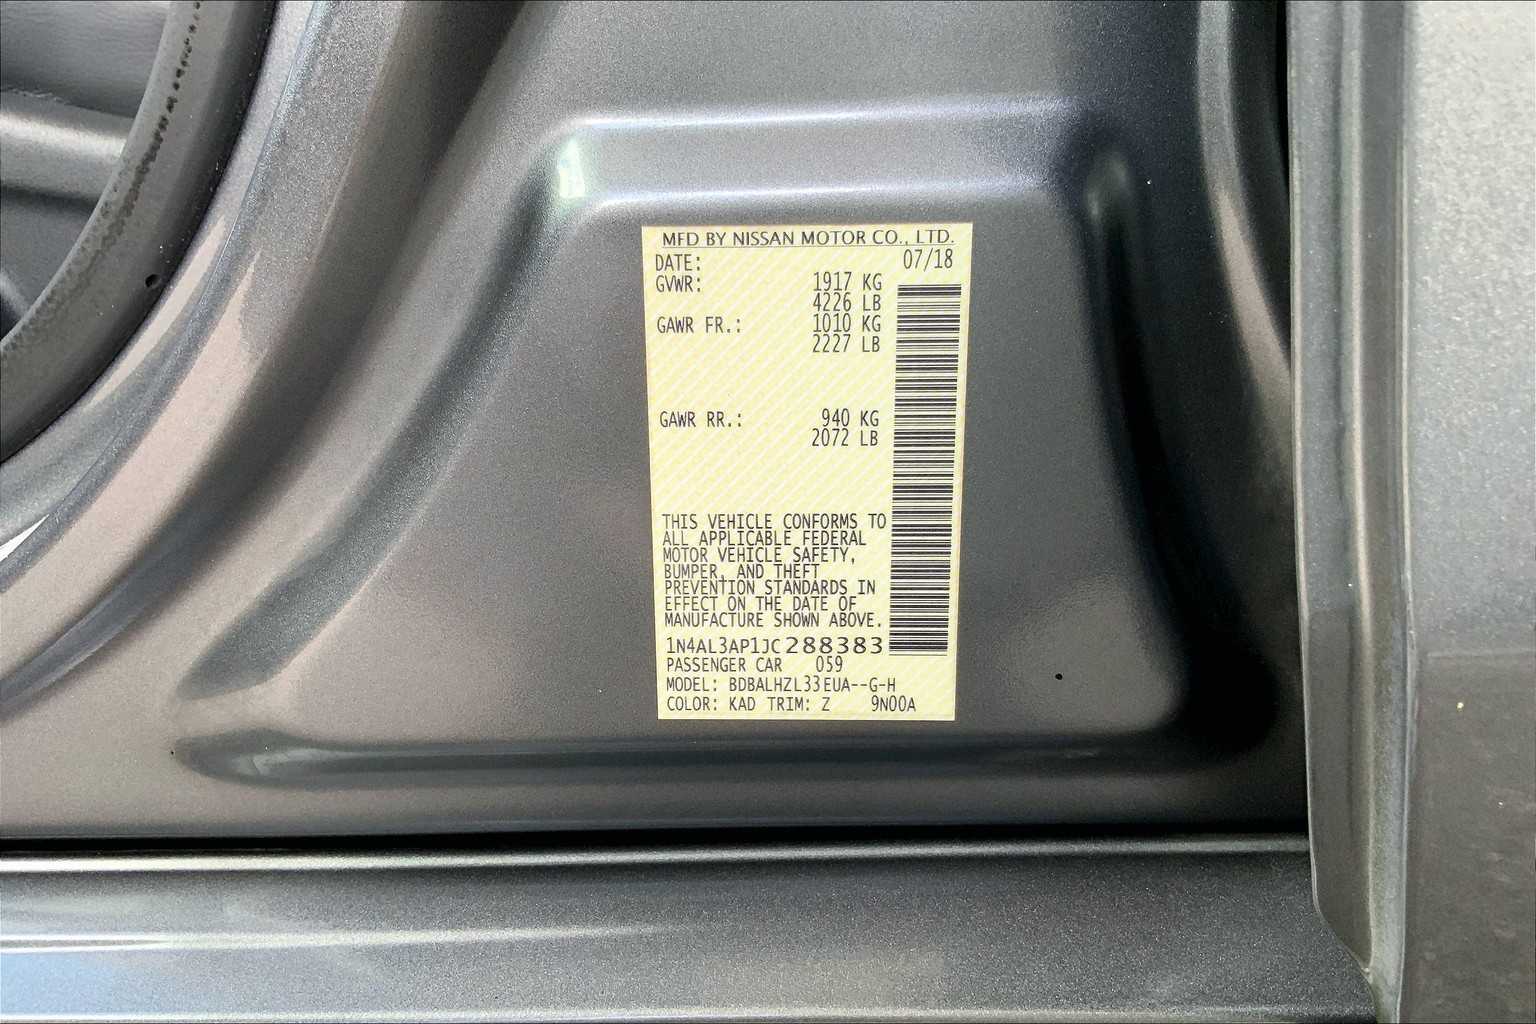 MFD BY NISSAN MOTOR CO., LTD.
DATE: 07/18
GVWR: 1917 KG
4226 LB
GAWR FR.: 1010 KG
2227 LB
GAWR RR.: 940 KG
2072 LB
THIS VEHICLE CONFORMS TO
ALL APPLICABLE FEDERAL
MOTOR VEHICLE SAFETY,
BUMPER, AND THEFT
PREVENTION STANDARDS IN
EFFECT ON THE DATE OF
MANUFACTURE SHOWN ABOVE.
1N4AL3AP1JC288383
PASSENGER CAR 059
MODEL: BDBALHZL33EUA--G-H
COLOR: KAD TRIM: Z 9N00A